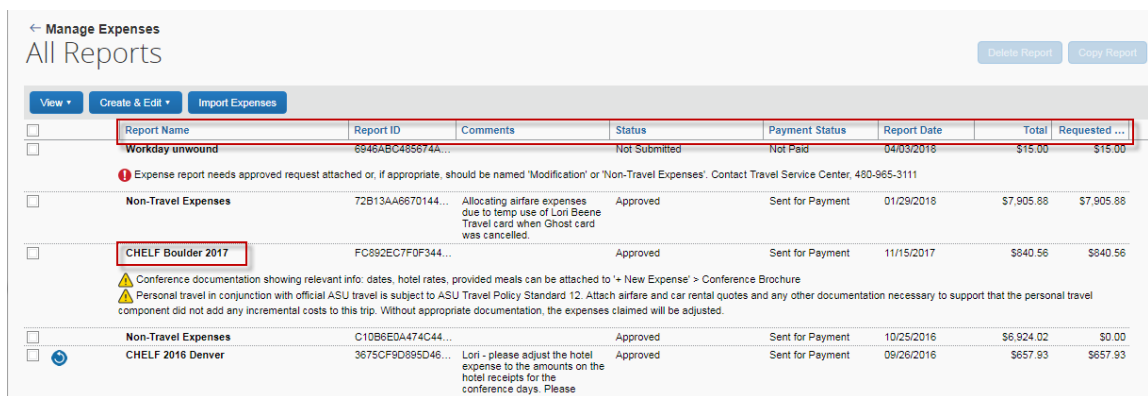 ← Manage Expenses
All Reports
Delete Report Copy Report
View ▾ Create & Edit ▾ Import Expenses
Report Name Report ID Comments Status Payment Status Report Date Total Requested ...
Workday unwound 6946ABC485674A... Not Submitted Not Paid 04/03/2018 $15.00 $15.00
Expense report needs approved request attached or, if appropriate, should be named 'Modification' or 'Non-Travel Expenses'. Contact Travel Service Center, 480-965-3111
Non-Travel Expenses 72B13AA6670144... Allocating airfare expenses Approved Sent for Payment 01/29/2018 $7,905.88 $7,905.88
due to temp use of Lori Beene
Travel card when Ghost card
was cancelled.
CHELF Boulder 2017 FC892EC7F0F344... Approved Sent for Payment 11/15/2017 $840.56 $840.56
Conference documentation showing relevant info: dates, hotel rates, provided meals can be attached to '+ New Expense' > Conference Brochure
Personal travel in conjunction with official ASU travel is subject to ASU Travel Policy Standard 12. Attach airfare and car rental quotes and any other documentation necessary to support that the personal travel
component did not add any incremental costs to this trip. Without appropriate documentation, the expenses claimed will be adjusted.
Non-Travel Expenses C10B6E0A474C44... Approved Sent for Payment 10/25/2016 $6,924.02 $0.00
CHELF 2016 Denver 3675CF9D895D46... Lori - please adjust the hotel Approved Sent for Payment 09/26/2016 $657.93 $657.93
expense to the amounts on the
hotel receipts for the
conference days. Please